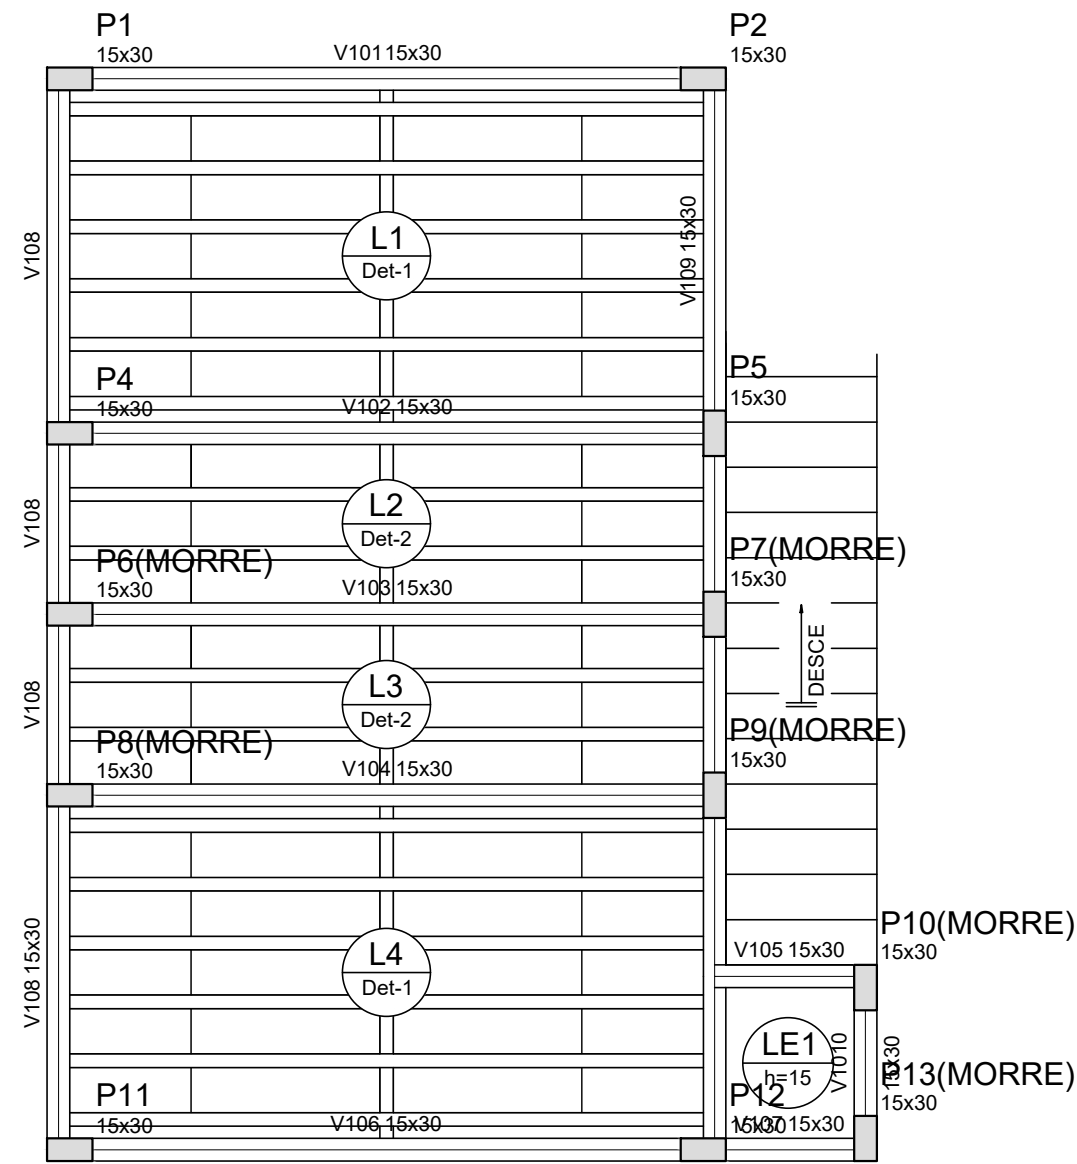 P1
15x30
V101 15x30
P2
15x30
V108
L1
Det-1
V109 15x30
P4
15x30
V102 15x30
P5
15x30
V108
L2
Det-2
P6(MORRE)
15x30
V103 15x30
P7(MORRE)
15x30
DESCE
V108
L3
Det-2
P8(MORRE)
15x30
V104 15x30
P9(MORRE)
15x30
V108 15x30
L4
Det-1
V105 15x30
P10(MORRE)
15x30
LE1
h=15
V1010
15x30
P11
15x30
V106 15x30
P12
15x30
V107 15x30
P13(MORRE)
15x30